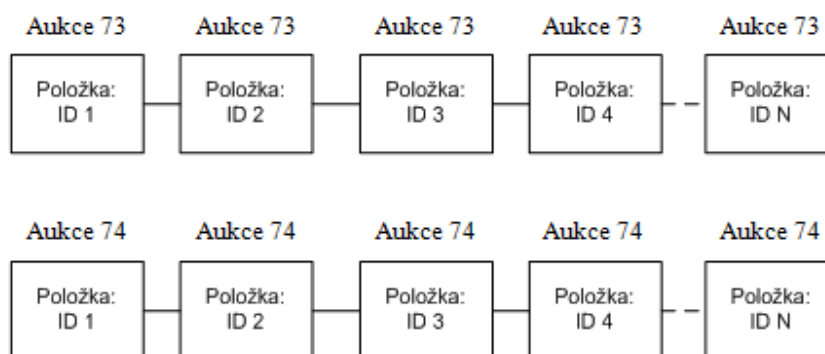 Aukce 73 Aukce 73 Aukce 73 Aukce 73 Aukce 73
Položka: Položka: Položka: Položka: Položka:
ID 1 ID 2 ID 3 ID 4 ID N
Aukce 74 Aukce 74 Aukce 74 Aukce 74 Aukce 74
Položka: Položka: Položka: Položka: Položka:
ID 1 ID 2 ID 3 ID 4 ID N